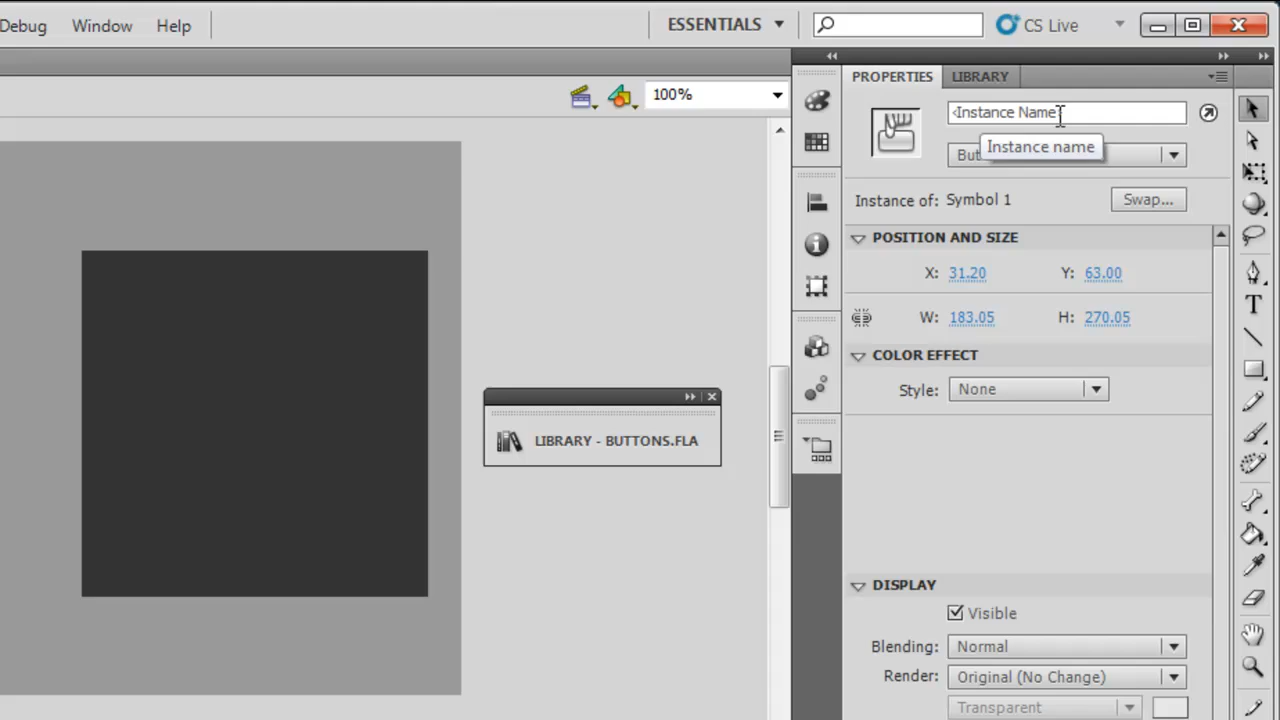 Debug Window Help ESSENTIALS CS Live
100%
PROPERTIES LIBRARY
<Instance Name>
Instance name
Instance of: Symbol 1 Swap...
POSITION AND SIZE
X: 31.20 Y: 63.00
W: 183.05 H: 270.05
COLOR EFFECT
Style: None
LIBRARY - BUTTONS.FLA
DISPLAY
Visible
Blending: Normal
Render: Original (No Change)
Transparent